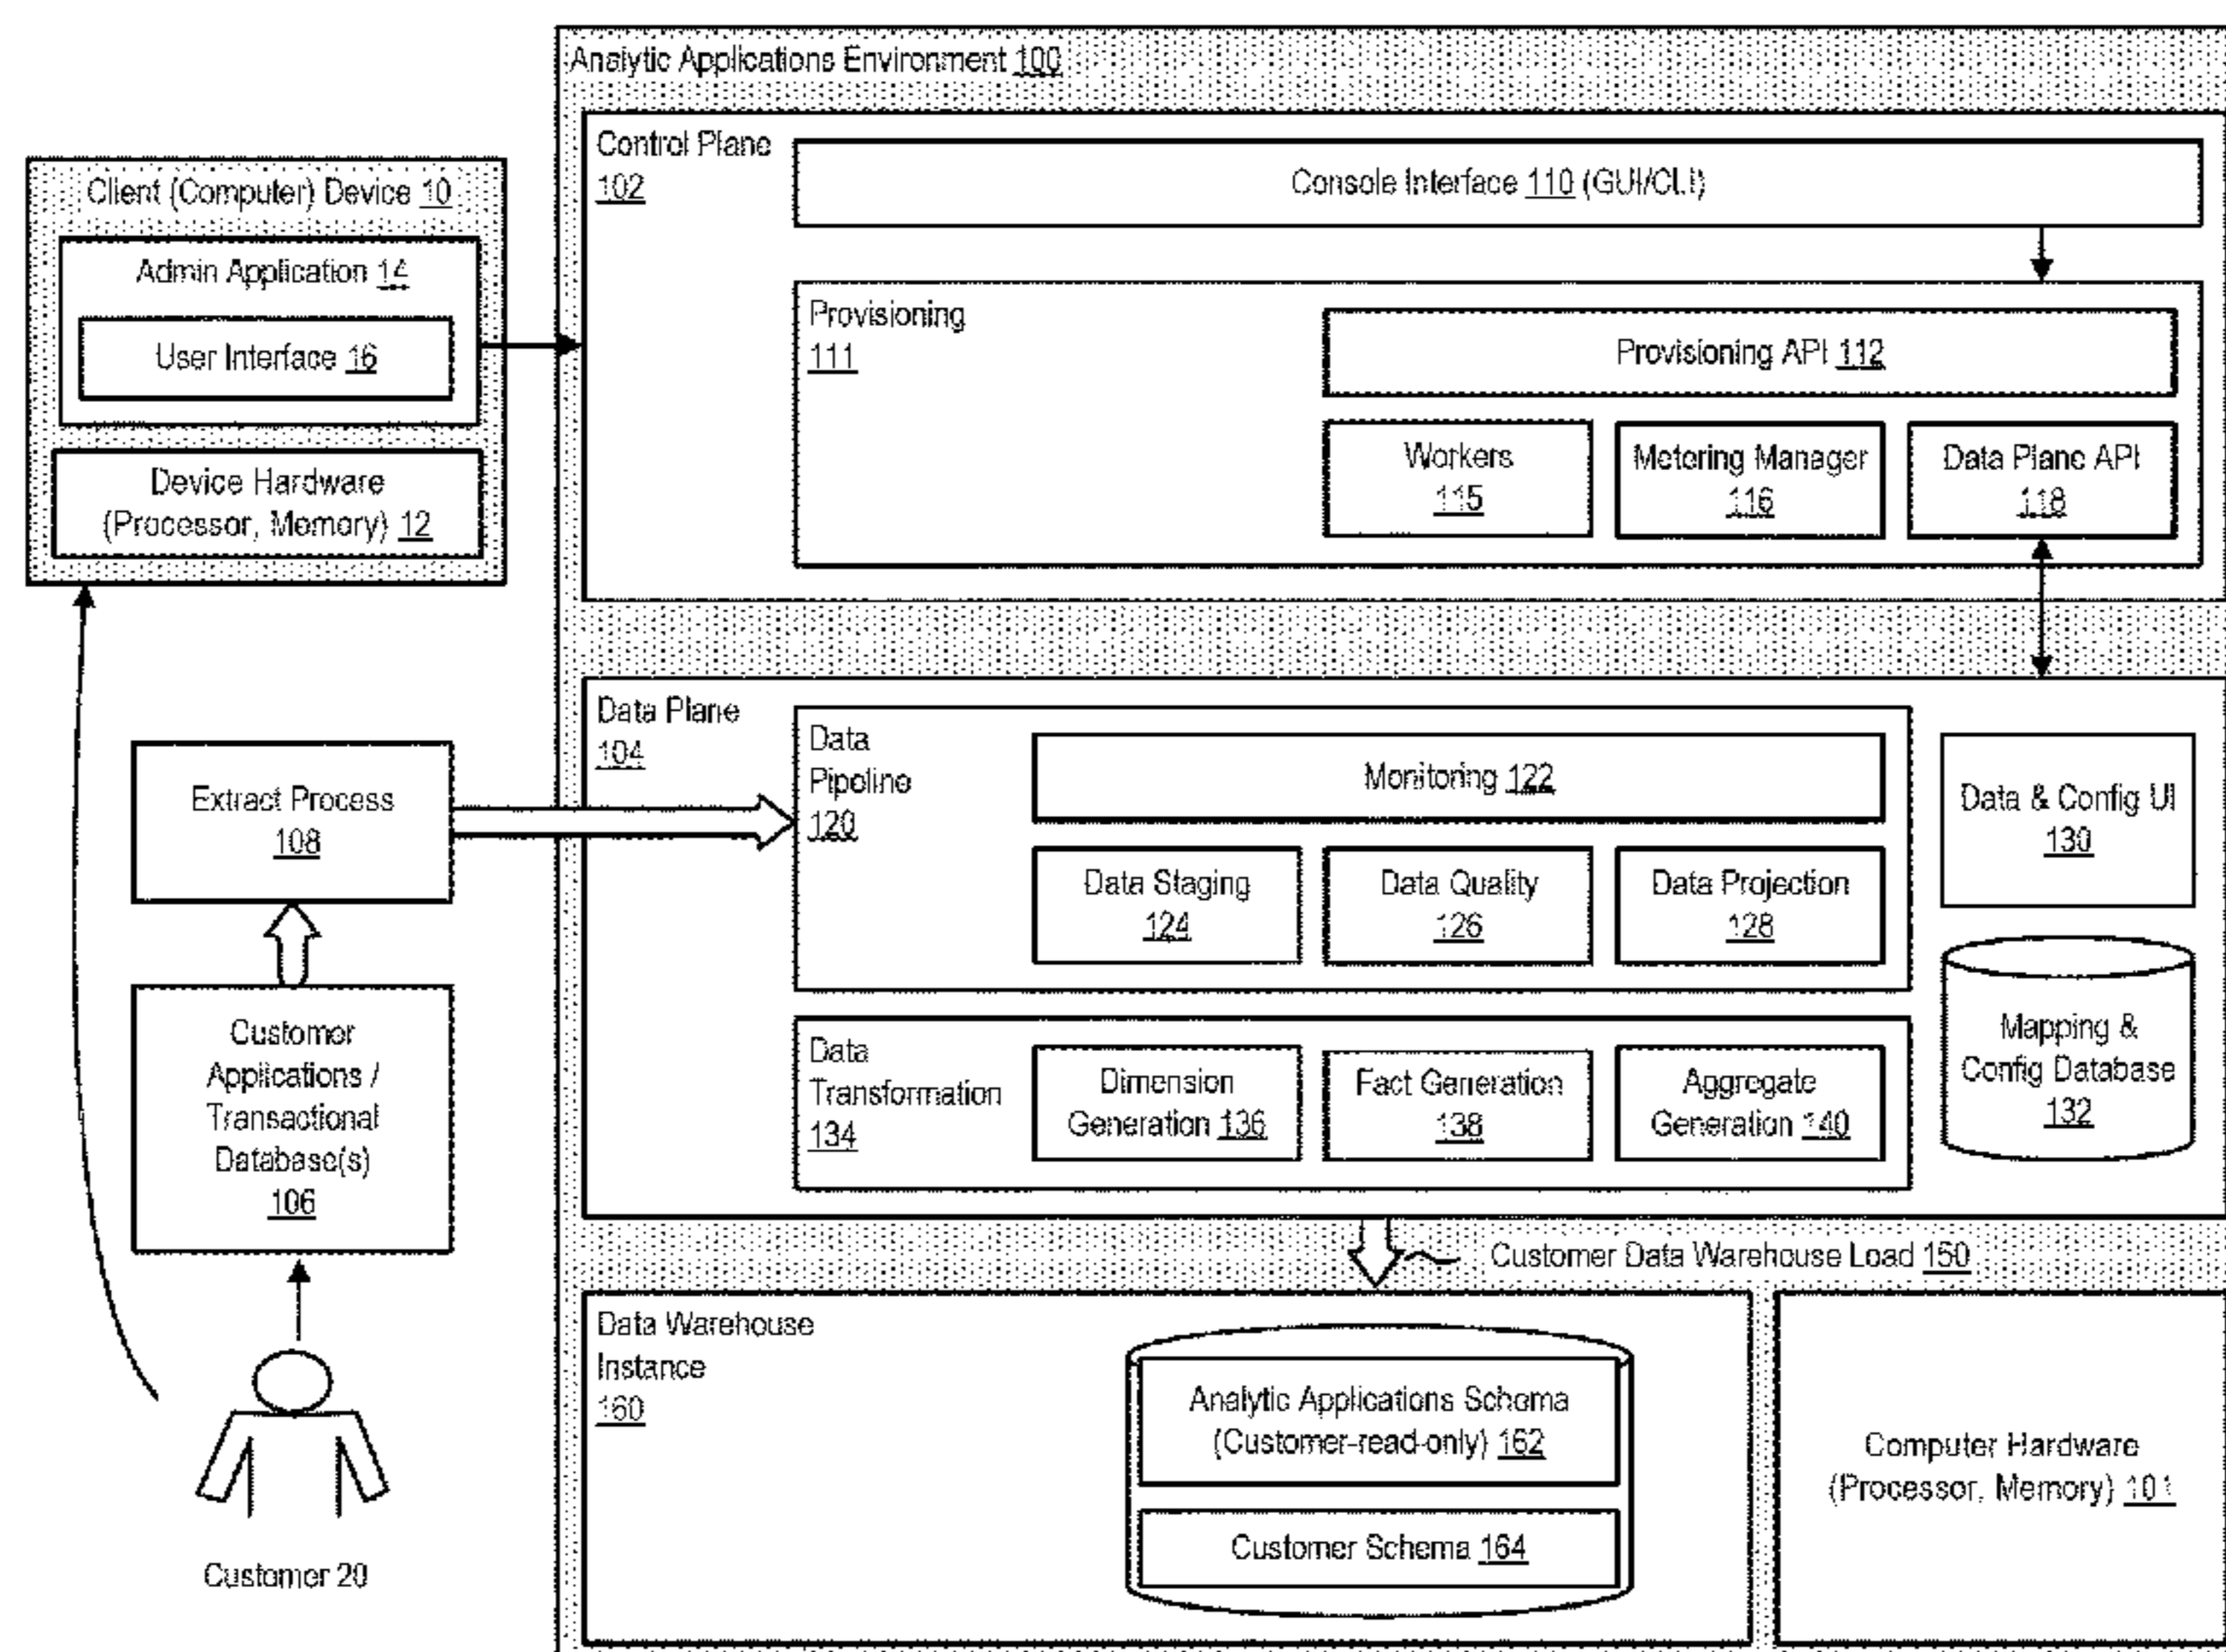 Analytic Applications Environment 100
Control Plane
102
Console Interface 110 (GUI/CLI)
Client (Computer) Device 10
Admin Application 14
User Interface 16
Device Hardware
(Processor, Memory) 12
Provisioning
111
Provisioning API 112
Workers
115
Metering Manager
116
Data Plane API
118
Data Plane
104
Data
Pipeline
120
Monitoring 122
Data Staging
124
Data Quality
126
Data Projection
128
Data & Config UI
130
Extract Process
108
Customer
Applications /
Transactional
Database(s)
106
Data
Transformation
134
Dimension
Generation 136
Fact Generation
138
Aggregate
Generation 140
Mapping &
Config Database
132
Customer Data Warehouse Load 150
Data Warehouse
Instance
160
Analytic Applications Schema
(Customer-read-only) 162
Customer Schema 164
Computer Hardware
(Processor, Memory) 101
Customer 20